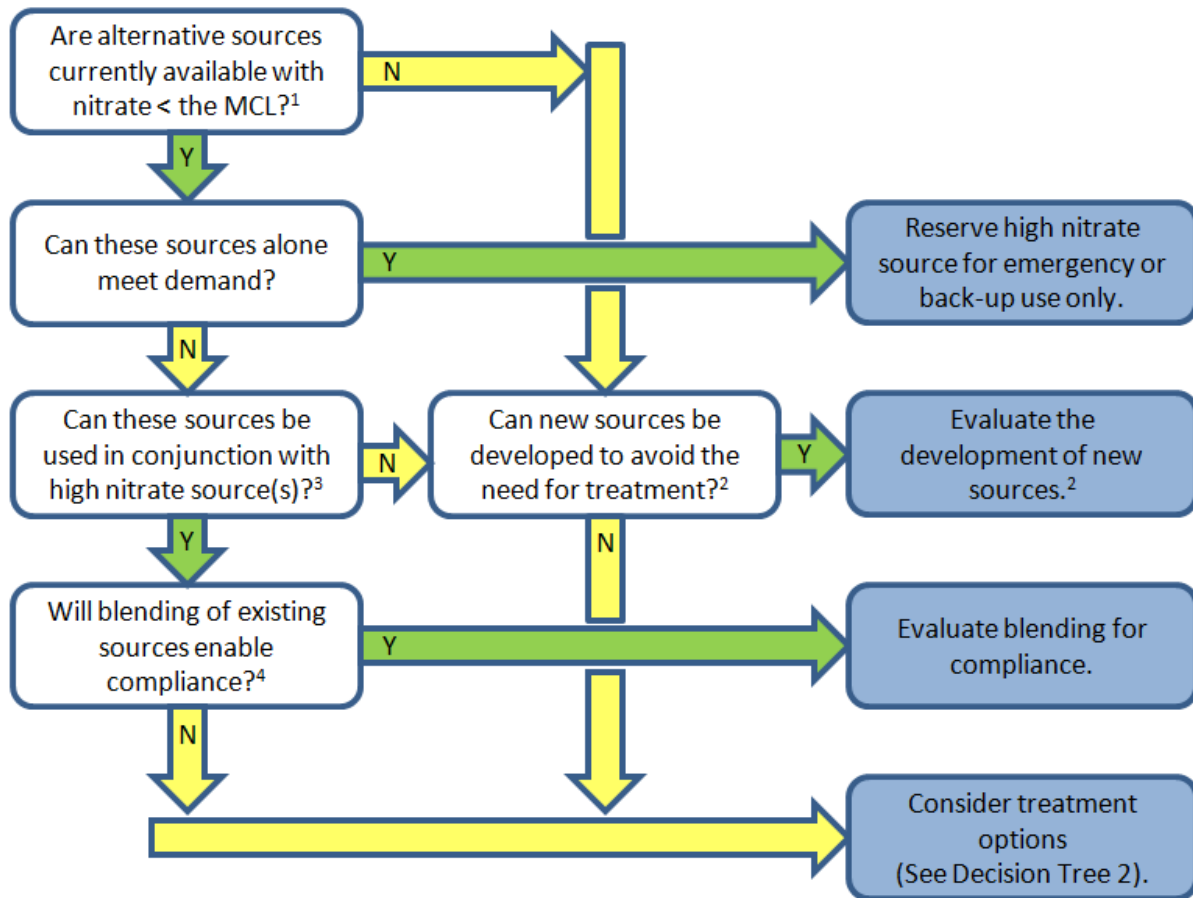 Are alternative sources
currently available with
nitrate < the MCL?¹
N
Y
Can these sources alone
meet demand?
Y
Reserve high nitrate
source for emergency or
back-up use only.
N
Can these sources be
used in conjunction with
high nitrate source(s)?³
N
Can new sources be
developed to avoid the
need for treatment?²
Y
Evaluate the
development of new
sources.²
Y
N
Will blending of existing
sources enable
compliance?⁴
Y
Evaluate blending for
compliance.
N
Consider treatment
options
(See Decision Tree 2).